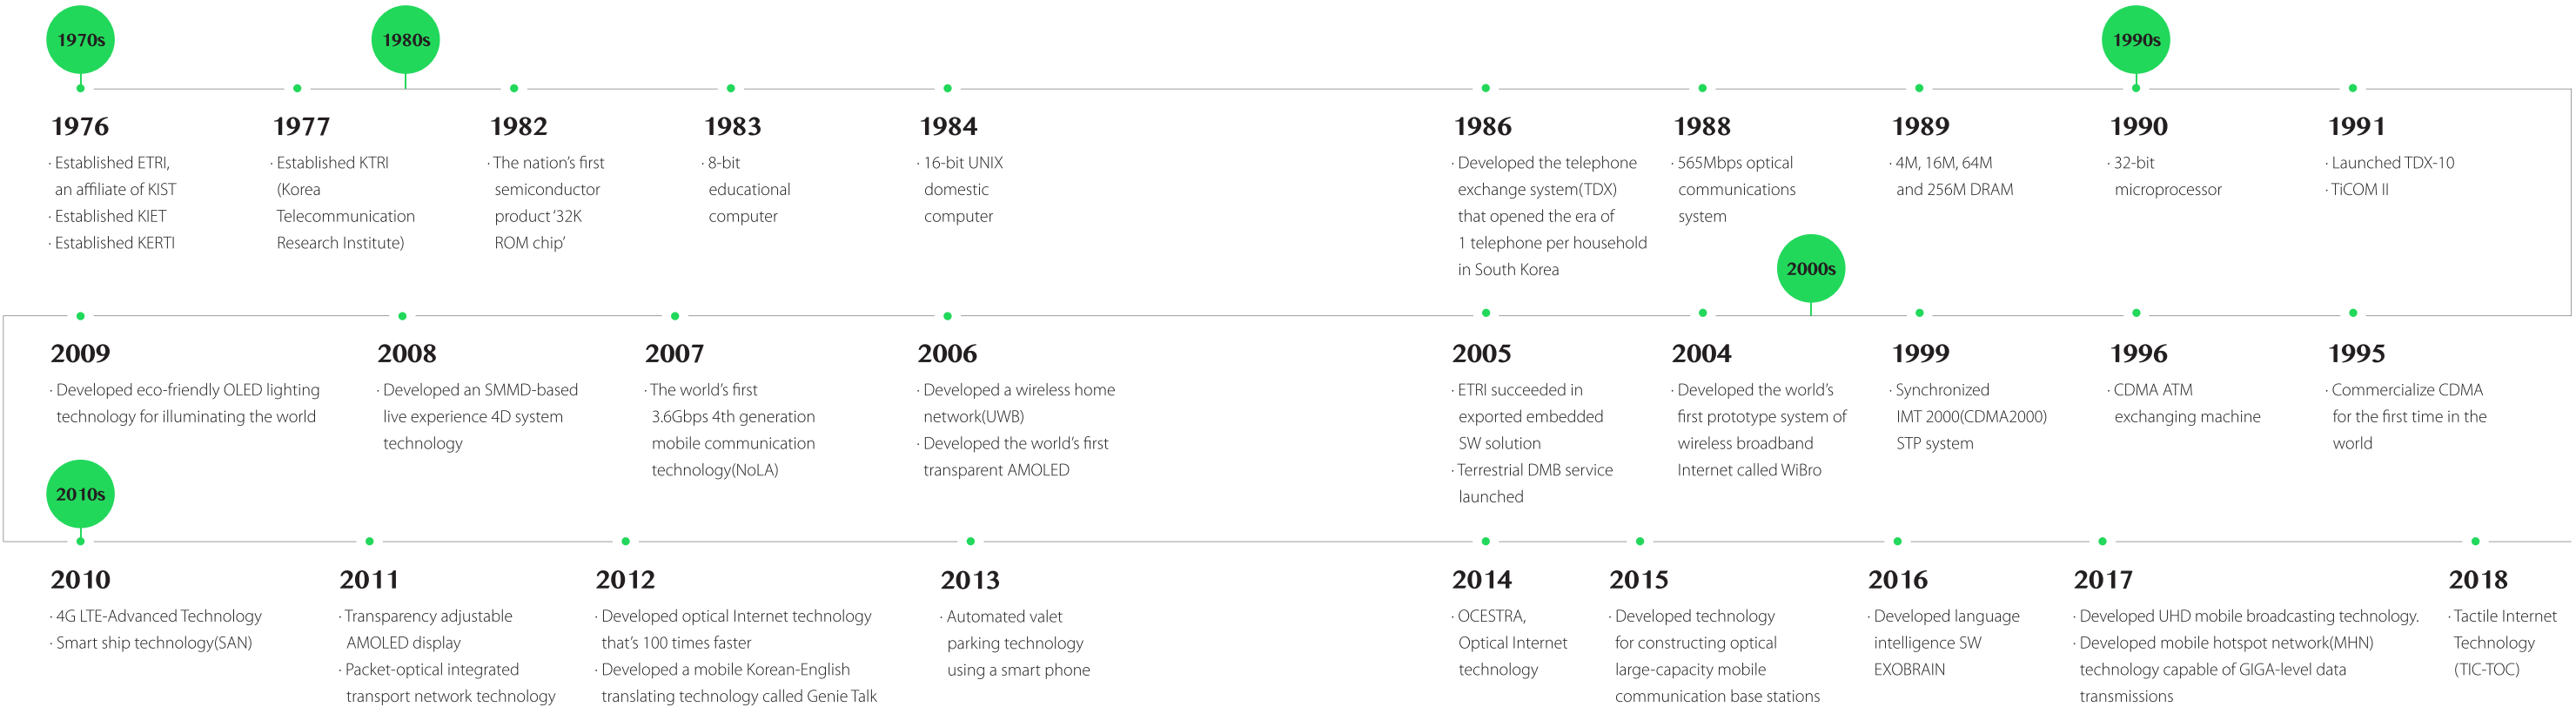 1970s
1980s
1990s
1976
· Established ETRI,
an affiliate of KIST
· Established KIET
· Established KERTI
1977
· Established KTRI
(Korea
Telecommunication
Research Institute)
1982
· The nation's first
semiconductor
product '32K
ROM chip'
1983
· 8-bit
educational
computer
1984
· 16-bit UNIX
domestic
computer
1986
· Developed the telephone
exchange system(TDX)
that opened the era of
1 telephone per household
in South Korea
1988
· 565Mbps optical
communications
system
1989
· 4M, 16M, 64M
and 256M DRAM
1990
· 32-bit
microprocessor
1991
· Launched TDX-10
· TiCOM II
2000s
1995
· Commercialize CDMA
for the first time in the
world
1996
· CDMA ATM
exchanging machine
1999
· Synchronized
IMT 2000(CDMA2000)
STP system
2004
· Developed the world's
first prototype system of
wireless broadband
Internet called WiBro
2005
· ETRI succeeded in
exported embedded
SW solution
· Terrestrial DMB service
launched
2006
· Developed a wireless home
network(UWB)
· Developed the world's first
transparent AMOLED
2007
· The world's first
3.6Gbps 4th generation
mobile communication
technology(NoLA)
2008
· Developed an SMMD-based
live experience 4D system
technology
2009
· Developed eco-friendly OLED lighting
technology for illuminating the world
2010s
2010
· 4G LTE-Advanced Technology
· Smart ship technology(SAN)
2011
· Transparency adjustable
AMOLED display
· Packet-optical integrated
transport network technology
2012
· Developed optical Internet technology
that's 100 times faster
· Developed a mobile Korean-English
translating technology called Genie Talk
2013
· Automated valet
parking technology
using a smart phone
2014
· OCESTRA,
Optical Internet
technology
2015
· Developed technology
for constructing optical
large-capacity mobile
communication base stations
2016
· Developed language
intelligence SW
EXOBRAIN
2017
· Developed UHD mobile broadcasting technology.
· Developed mobile hotspot network(MHN)
technology capable of GIGA-level data
transmissions
2018
· Tactile Internet
Technology
(TIC-TOC)